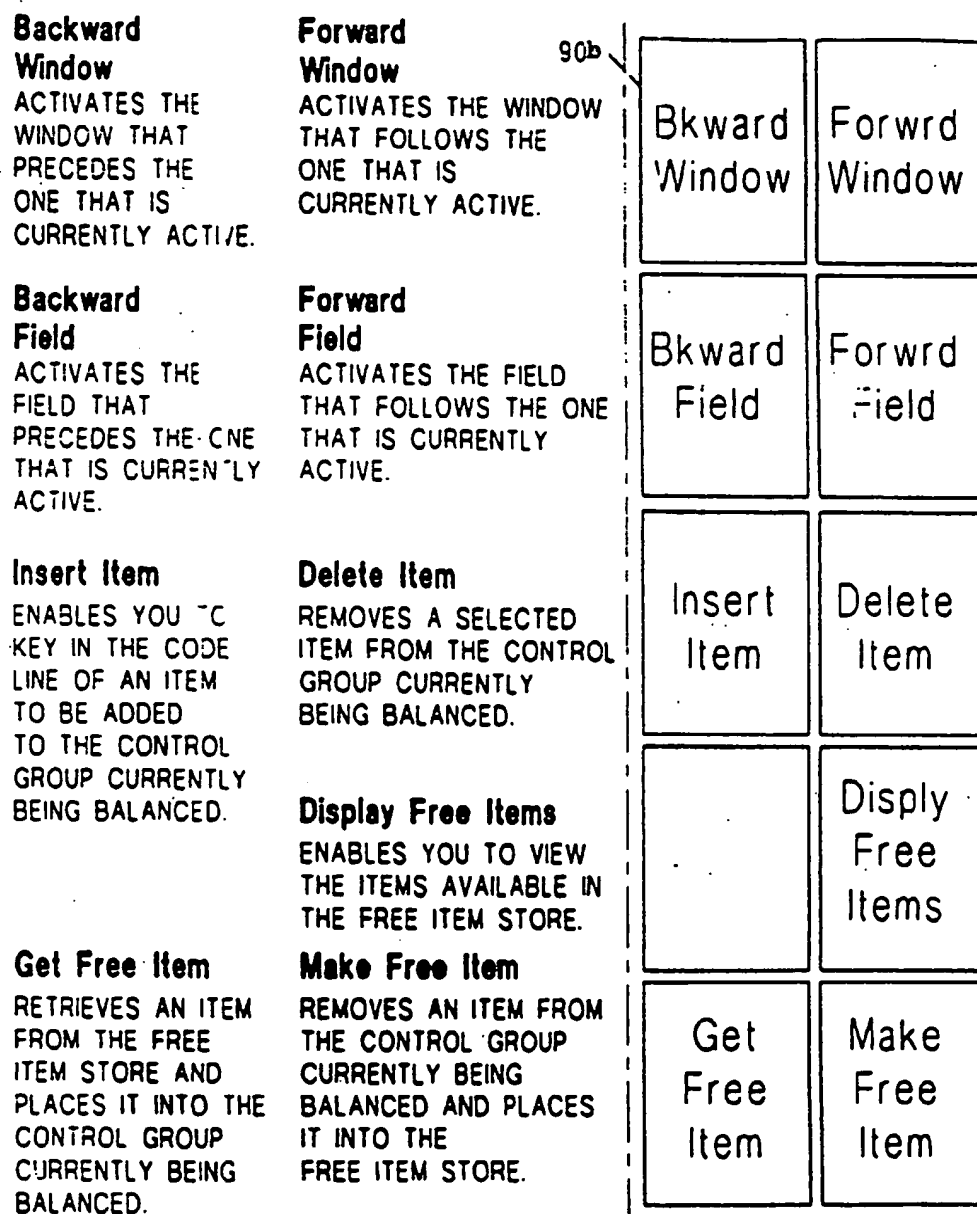 Backward
Window
ACTIVATES THE
WINDOW THAT
PRECEDES THE
ONE THAT IS
CURRENTLY ACTIVE.
Forward
Window
ACTIVATES THE WINDOW
THAT FOLLOWS THE
ONE THAT IS
CURRENTLY ACTIVE.
Backward
Field
ACTIVATES THE
FIELD THAT
PRECEDES THE ONE
THAT IS CURRENTLY
ACTIVE.
Forward
Field
ACTIVATES THE FIELD
THAT FOLLOWS THE ONE
THAT IS CURRENTLY
ACTIVE.
Insert Item
ENABLES YOU TO
KEY IN THE CODE
LINE OF AN ITEM
TO BE ADDED
TO THE CONTROL
GROUP CURRENTLY
BEING BALANCED.
Delete Item
REMOVES A SELECTED
ITEM FROM THE CONTROL
GROUP CURRENTLY
BEING BALANCED.
Display Free Items
ENABLES YOU TO VIEW
THE ITEMS AVAILABLE IN
THE FREE ITEM STORE.
Get Free Item
RETRIEVES AN ITEM
FROM THE FREE
ITEM STORE AND
PLACES IT INTO THE
CONTROL GROUP
CURRENTLY BEING
BALANCED.
Make Free Item
REMOVES AN ITEM FROM
THE CONTROL GROUP
CURRENTLY BEING
BALANCED AND PLACES
IT INTO THE
FREE ITEM STORE.
90b
Bkward
Window
Forwrd
Window
Bkward
Field
Forwrd
Field
Insert
Item
Delete
Item
Disply
Free
Items
Get
Free
Item
Make
Free
Item